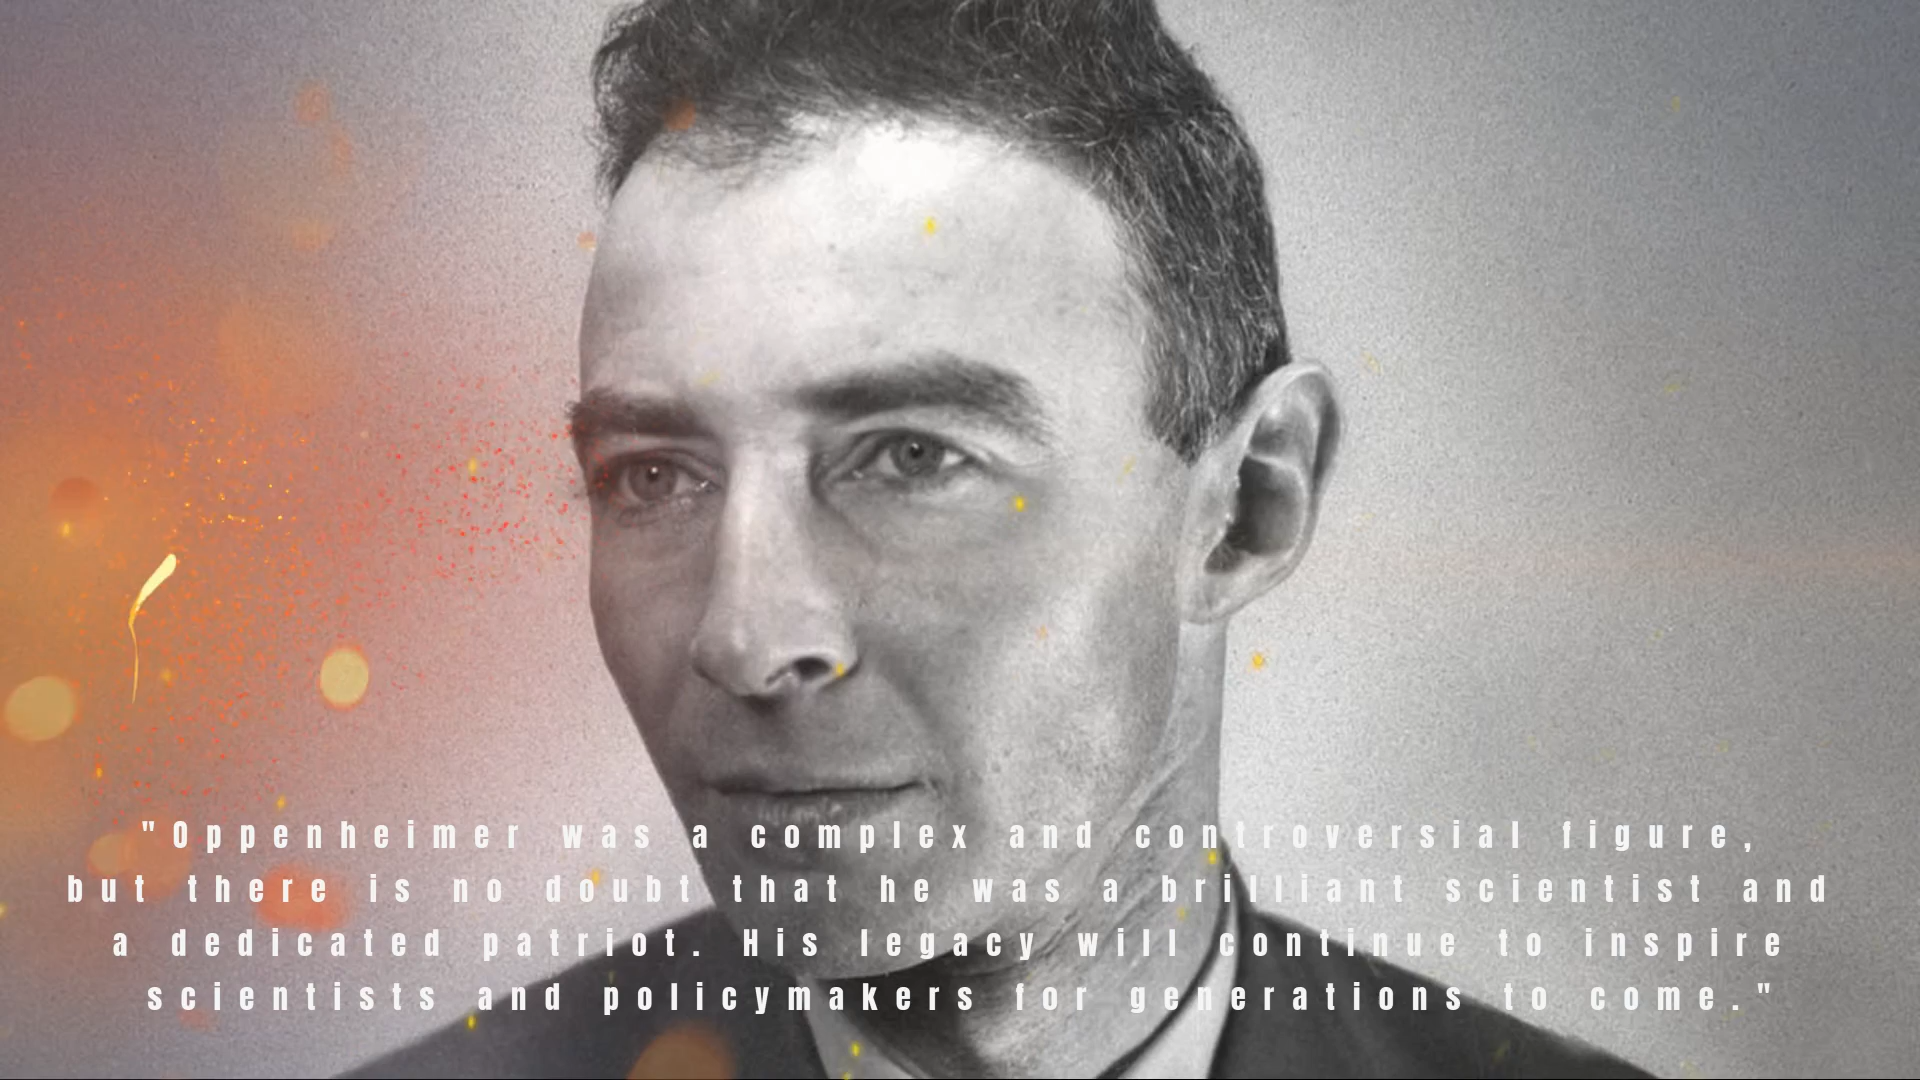 "Oppenheimer was a complex and controversial figure,
but there is no doubt that he was a brilliant scientist and
a dedicated patriot. His legacy will continue to inspire
scientists and policymakers for generations to come."